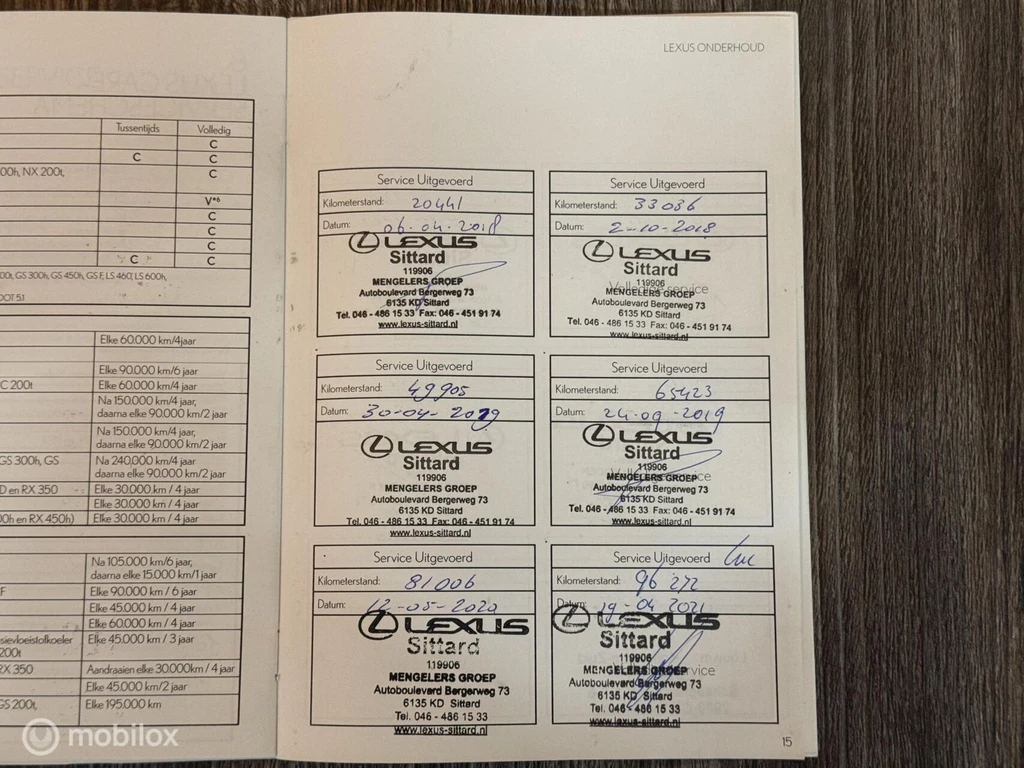 Tussentijds Volledig
C
C C
00h, NX 200t, C
V*6
C
C
C
C C
00t, GS 300h, GS 450h, GS F, LS 460, LS 600h,
DOT 5.1
Elke 60.000 km/4jaar
Elke 90.000 km/6 jaar
C 200t Elke 60.000 km/4 jaar
Na 150.000 km/4 jaar,
daarna elke 90.000 km/2 jaar
Na 150.000 km/4 jaar,
daarna elke 90.000 km/2 jaar
GS 300h, GS Na 240.000 km/4 jaar
daarna elke 90.000 km/2 jaar
D en RX 350 Elke 30.000 km / 4 jaar
Elke 30.000 km / 4 jaar
00h en RX 450h) Elke 30.000 km / 4 jaar
Na 105.000 km/6 jaar,
daarna elke 15.000 km/1 jaar
F Elke 90.000 km / 6 jaar
Elke 45.000 km / 4 jaar
Elke 60.000 km / 4 jaar
sievloeistofkoeler Elke 45.000 km / 3 jaar
200t
RX 350 Aandraaien elke 30.000km / 4 jaar
Elke 45.000 km/2 jaar
GS 200t, Elke 195.000 km
LEXUS ONDERHOUD
Service Uitgevoerd
Kilometerstand: 20441
Datum: 06-04-2018
LEXUS
Sittard
119906
MENGELERS GROEP
Autoboulevard Bergerweg 73
6135 KD Sittard
Tel. 046 - 486 15 33 Fax: 046 - 451 91 74
www.lexus-sittard.nl
Service Uitgevoerd
Kilometerstand: 33036
Datum: 2-10-2018
LEXUS
Sittard
119906
Volledige service
MENGELERS GROEP
Autoboulevard Bergerweg 73
6135 KD Sittard
Tel. 046 - 486 15 33 Fax: 046 - 451 91 74
www.lexus-sittard.nl
Service Uitgevoerd
Kilometerstand: 49905
Datum: 30-04-2019
LEXUS
Sittard
119906
MENGELERS GROEP
Autoboulevard Bergerweg 73
6135 KD Sittard
Tel. 046 - 486 15 33 Fax: 046 - 451 91 74
www.lexus-sittard.nl
Service Uitgevoerd
Kilometerstand: 65423
Datum: 24-09-2019
LEXUS
Sittard
119906
Volledige service
MENGELERS GROEP
Autoboulevard Bergerweg 73
6135 KD Sittard
Tel. 046 - 486 15 33 Fax: 046 - 451 91 74
www.lexus-sittard.nl
Service Uitgevoerd
Kilometerstand: 81006
Datum: 12-05-2020
LEXUS
Sittard
119906
MENGELERS GROEP
Autoboulevard Bergerweg 73
6135 KD Sittard
Tel. 046 - 486 15 33
www.lexus-sittard.nl
Service Uitgevoerd
Kilometerstand: 96272
Datum: 19-04-2021
LEXUS
Sittard
119906
service
MENGELERS GROEP
Autoboulevard Bergerweg 73
6135 KD Sittard
Tel. 046 - 486 15 33
www.lexus-sittard.nl
15
mobilox